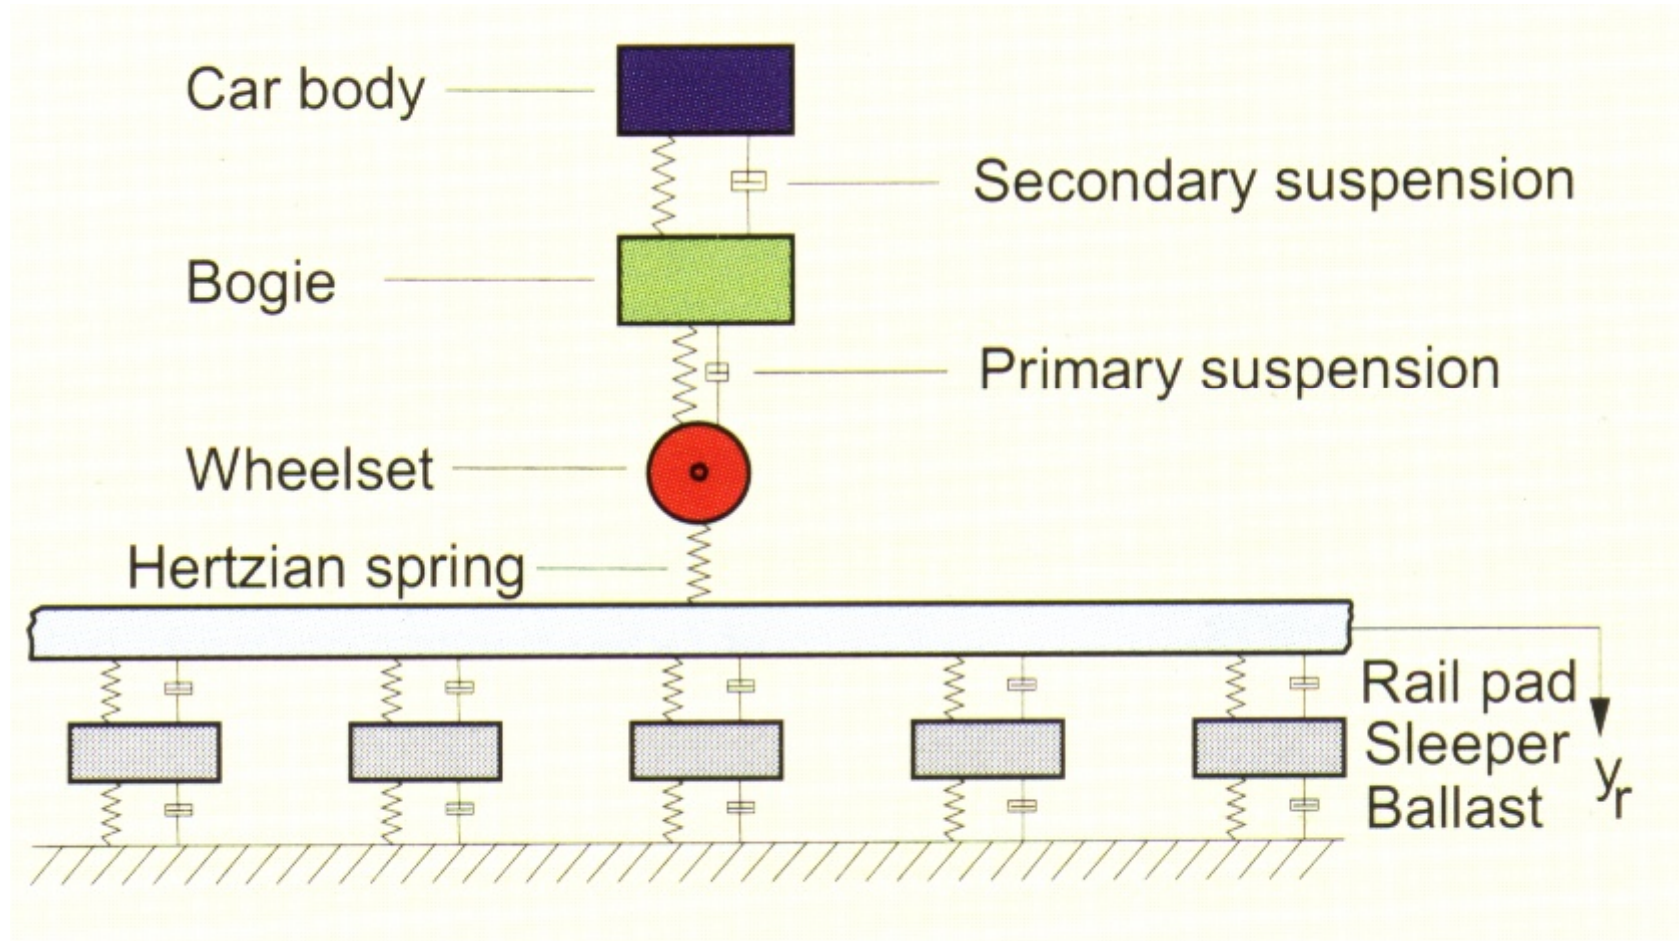 Car body
Secondary suspension
Bogie
Primary suspension
Wheelset
Hertzian spring
Rail pad
Sleeper
Ballast
yr